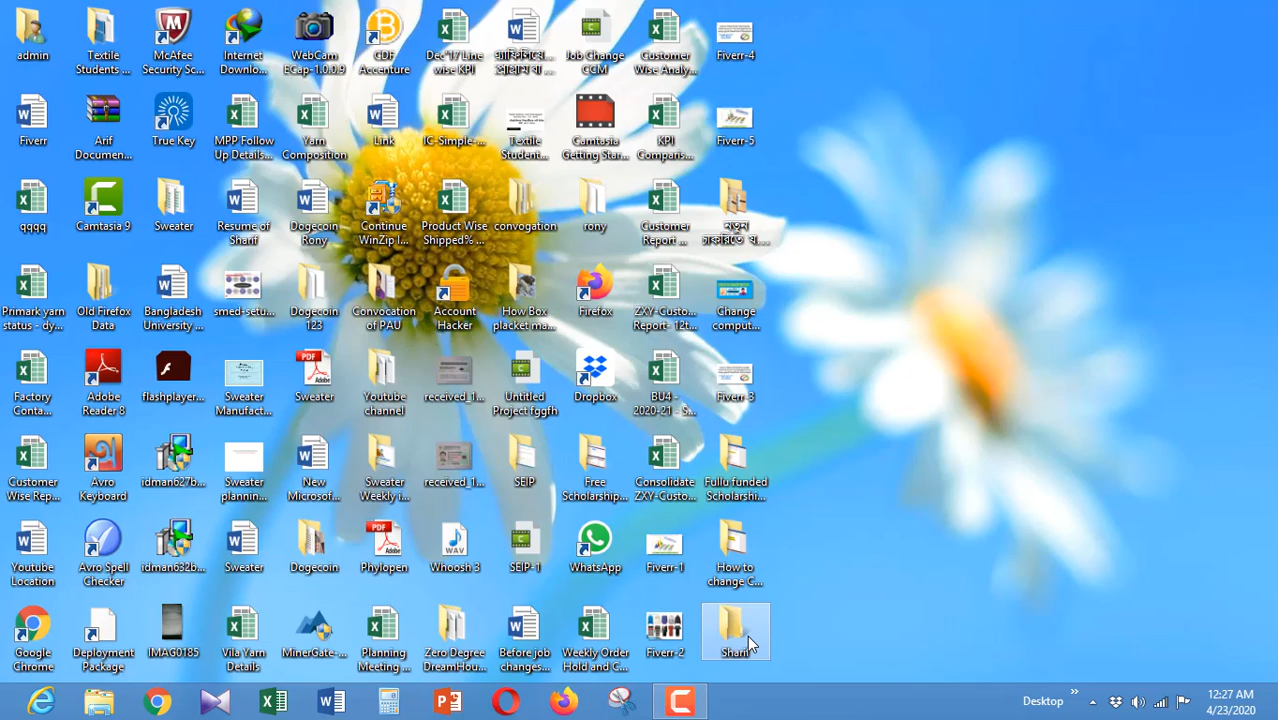 admin
Textile
Students ...
McAfee
Security Sc...
Internet
Downlo...
WebCam
ECap-1.0.0.9
CDF
Accenture
Dec'17 Line
wise KPI
Job Change
CCM
Customer
Wise Analy...
Fiverr-4
Fiverr
Arif
Documen...
True Key
MPP Follow
Up Details...
Yarn
Composition
Link
IC-Simple-...
Textile
Student...
Camtasia
Getting Star...
KPI
Comparis...
Fiverr-5
qqqq
Camtasia 9
Sweater
Resume of
Sharif
Dogecoin
Rony
Continue
WinZip I...
Product Wise
Shipped% ...
convogation
rony
Customer
Report ...
নতুন
চাকরিতে যা...
Primark yarn
status - dy...
Old Firefox
Data
Bangladesh
University ...
smed-setu...
Dogecoin
123
Convocation
of PAU
Account
Hacker
How Box
placket ma...
Firefox
ZXY-Custo...
Report- 12t...
Change
comput...
Factory
Conta...
Adobe
Reader 8
flashplayer...
Sweater
Manufact...
Sweater
Youtube
channel
received_1...
Untitled
Project fggfh
Dropbox
BU4 -
2020-21 - S...
Fiverr-3
Customer
Wise Rep...
Avro
Keyboard
idman627b...
Sweater
plannin...
New
Microsof...
Sweater
Weekly i...
received_1...
SEIP
Free
Scholarship...
Consolidate
ZXY-Custo...
Fullu funded
Scholarshi...
Youtube
Location
Avro Spell
Checker
idman632b...
Sweater
Dogecoin
Phylopen
Whoosh 3
SEIP-1
WhatsApp
Fiverr-1
How to
change C...
Google
Chrome
Deployment
Package
IMAG0185
Vila Yarn
Details
MinerGate-...
Planning
Meeting ...
Zero Degree
DreamHou...
Before job
changes...
Weekly Order
Hold and C...
Fiverr-2
Sharif
Desktop
12:27 AM
4/23/2020